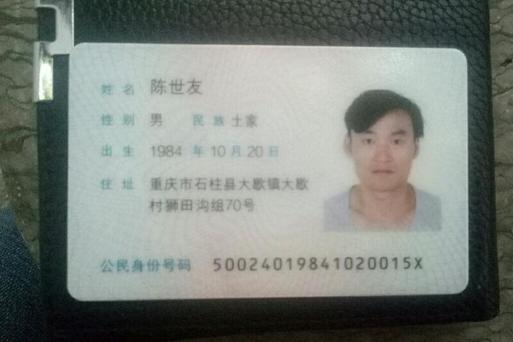 姓名 陈世友
性别 男 民族 土家
出生 1984 年 10 月 20 日
住址 重庆市石柱县大歇镇大歇
村狮田沟组70号
公民身份号码 50024019841020015X